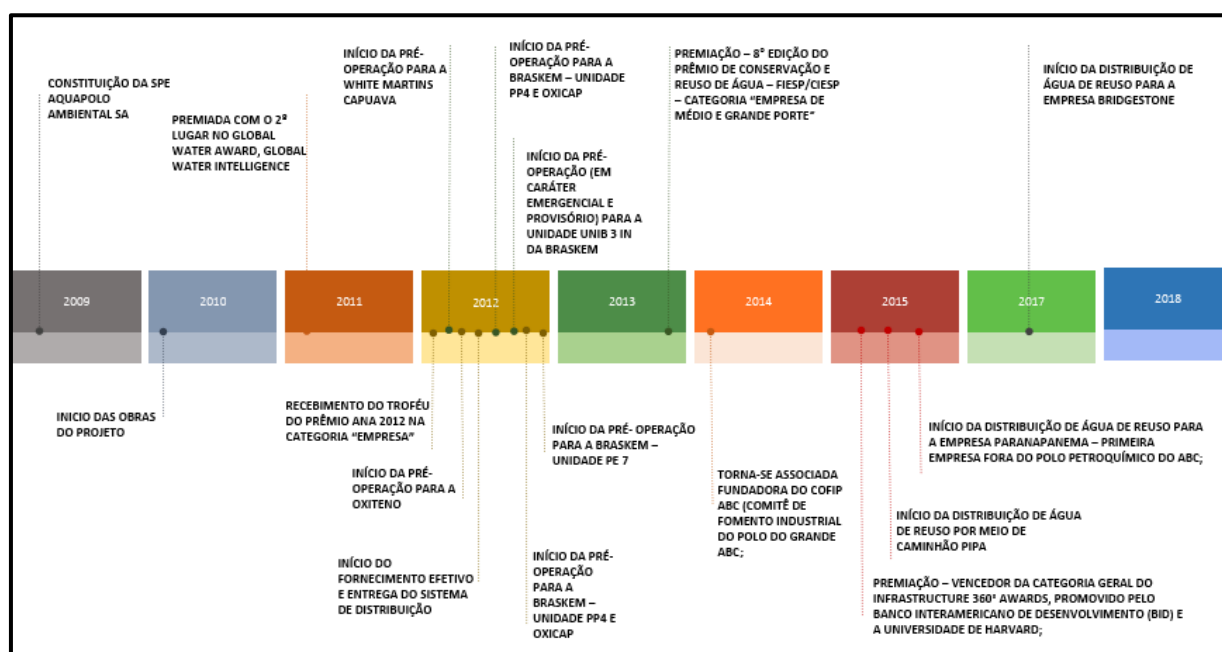 CONSTITUIÇÃO DA SPE
AQUAPOLO
AMBIENTAL SA
PREMIADA COM O 2º
LUGAR NO GLOBAL
WATER AWARD, GLOBAL
WATER INTELLIGENCE
INÍCIO DA PRÉ-
OPERAÇÃO PARA A
WHITE MARTINS
CAPUAVA
INÍCIO DA PRÉ-
OPERAÇÃO PARA A
BRASKEM – UNIDADE
PP4 E OXICAP
INÍCIO DA PRÉ-
OPERAÇÃO (EM
CARÁTER
EMERGENCIAL E
PROVISÓRIO) PARA A
UNIDADE UNIB 3 IN
DA BRASKEM
PREMIAÇÃO – 8° EDIÇÃO DO
PRÊMIO DE CONSERVAÇÃO E
REUSO DE ÁGUA – FIESP/CIESP
– CATEGORIA “EMPRESA DE
MÉDIO E GRANDE PORTE”
INÍCIO DA DISTRIBUIÇÃO DE
ÁGUA DE REUSO PARA A
EMPRESA BRIDGESTONE
2009
2010
2011
2012
2013
2014
2015
2017
2018
INICIO DAS OBRAS
DO PROJETO
RECEBIMENTO DO TROFÉU
DO PRÊMIO ANA 2012 NA
CATEGORIA “EMPRESA”
INÍCIO DA PRÉ-
OPERAÇÃO PARA A
OXITENO
INÍCIO DO
FORNECIMENTO EFETIVO
E ENTREGA DO SISTEMA
DE DISTRIBUIÇÃO
INÍCIO DA PRÉ-
OPERAÇÃO
PARA A
BRASKEM –
UNIDADE PP4 E
OXICAP
INÍCIO DA PRÉ- OPERAÇÃO
PARA A BRASKEM –
UNIDADE PE 7
TORNA-SE ASSOCIADA
FUNDADORA DO COFIP
ABC (COMITÊ DE
FOMENTO INDUSTRIAL
DO POLO DO GRANDE
ABC;
PREMIAÇÃO – VENCEDOR DA CATEGORIA GERAL DO
INFRASTRUCTURE 360° AWARDS, PROMOVIDO PELO
BANCO INTERAMERICANO DE DESENVOLVIMENTO (BID) E
A UNIVERSIDADE DE HARVARD;
INÍCIO DA DISTRIBUIÇÃO DE ÁGUA
DE REUSO POR MEIO DE
CAMINHÃO PIPA
INÍCIO DA DISTRIBUIÇÃO DE ÁGUA DE REUSO PARA
A EMPRESA PARANAPANEMA – PRIMEIRA
EMPRESA FORA DO POLO PETROQUÍMICO DO ABC;